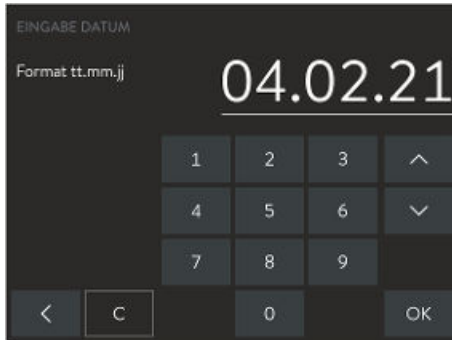 EINGABE DATUM
Format tt.mm.jj
04.02.21
1 2 3
4 5 6
7 8 9
C 0 OK